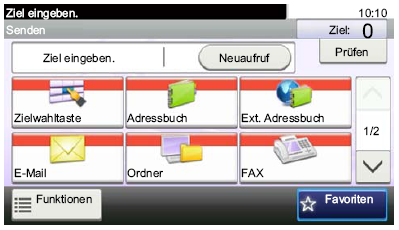 Ziel eingeben.
10:10
Senden
Ziel: 0
Ziel eingeben.
Neuaufruf
Prüfen
Zielwahltaste
Adressbuch
Ext. Adressbuch
1/2
E-Mail
Ordner
FAX
Funktionen
Favoriten